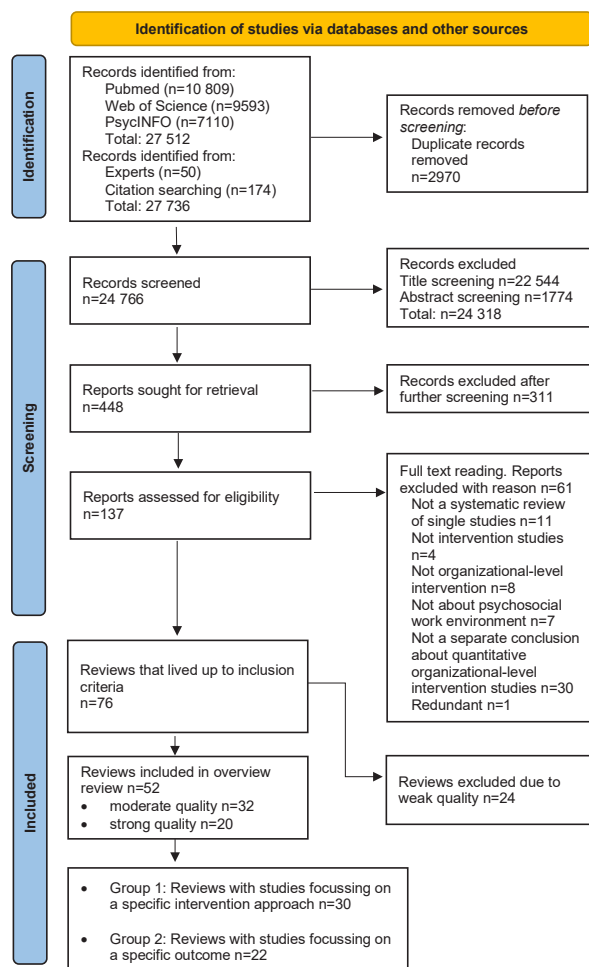 Identification of studies via databases and other sources
Identification
Records identified from:
Pubmed (n=10 809)
Web of Science (n=9593)
PsycINFO (n=7110)
Total: 27 512
Records identified from:
Experts (n=50)
Citation searching (n=174)
Total: 27 736
Records removed before
screening:
Duplicate records
removed
n=2970
Screening
Records screened
n=24 766
Records excluded
Title screening n=22 544
Abstract screening n=1774
Total: n=24 318
Reports sought for retrieval
n=448
Records excluded after
further screening n=311
Reports assessed for eligibility
n=137
Full text reading. Reports
excluded with reason n=61
Not a systematic review
of single studies n=11
Not intervention studies
n=4
Not organizational-level
intervention n=8
Not about psychosocial
work environment n=7
Not a separate conclusion
about quantitative
organizational-level
intervention studies n=30
Redundant n=1
Included
Reviews that lived up to inclusion
criteria
n=76
Reviews excluded due to
weak quality n=24
Reviews included in overview
review n=52
• moderate quality n=32
• strong quality n=20
• Group 1: Reviews with studies focussing on
a specific intervention approach n=30
• Group 2: Reviews with studies focussing on
a specific outcome n=22